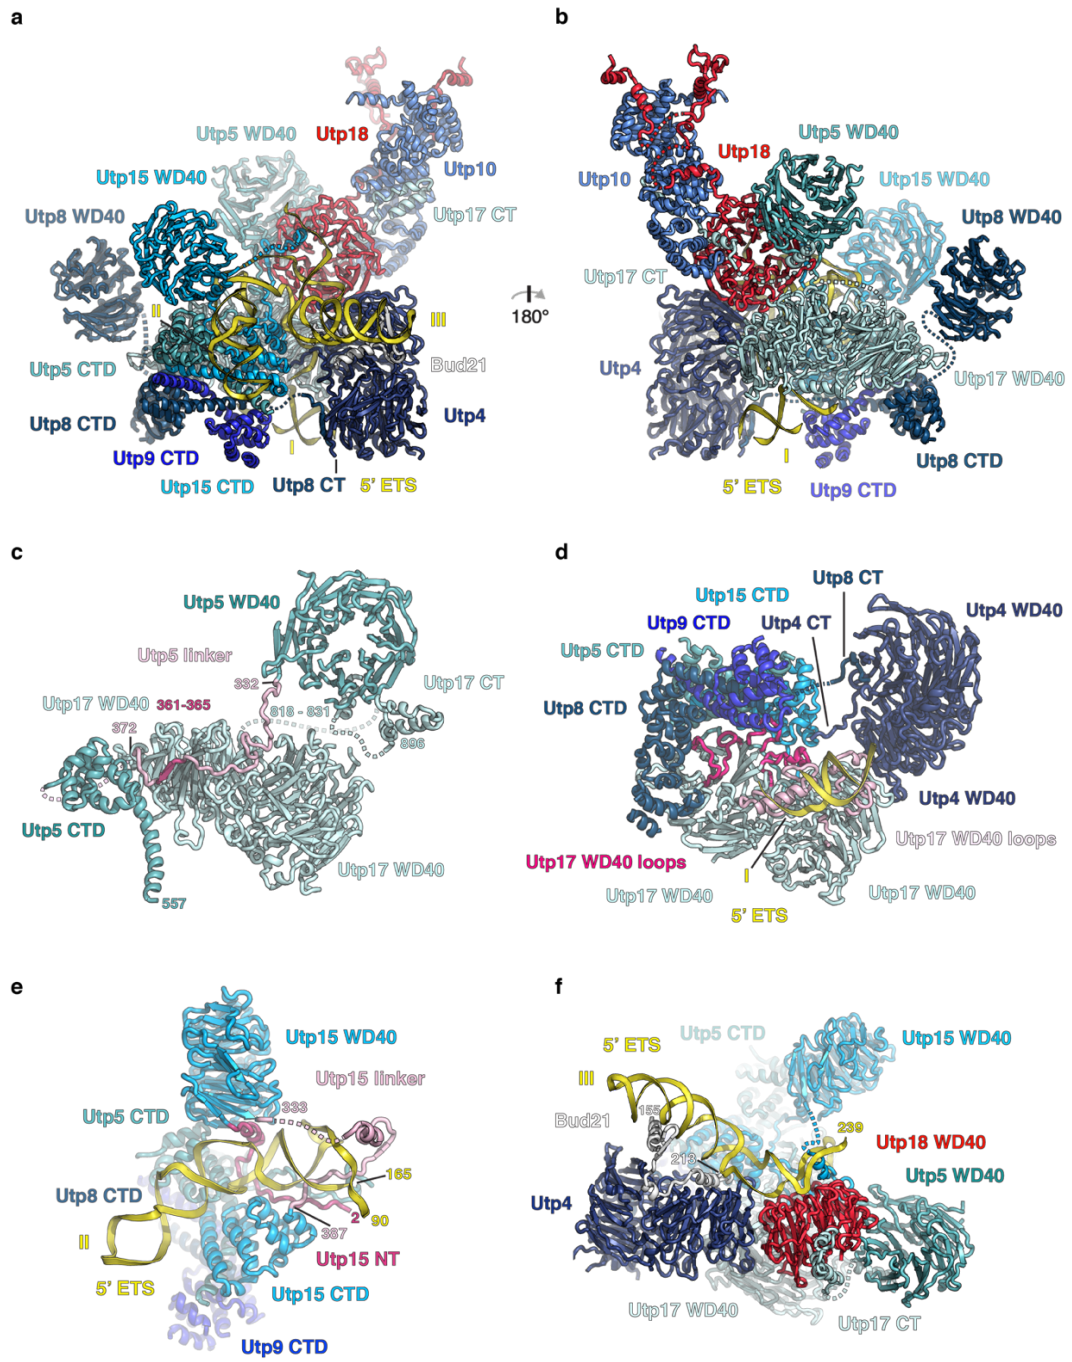 a
Utp5 WD40
Utp18
Utp15 WD40
Utp10
Utp8 WD40
Utp17 CT
II
III
Utp5 CTD
Bud21
Utp8 CTD
Utp4
I
Utp9 CTD
Utp15 CTD
Utp8 CT
5’ ETS
180°
b
Utp5 WD40
Utp18
Utp10
Utp15 WD40
Utp8 WD40
Utp17 CT
Utp4
Utp17 WD40
I
Utp8 CTD
5’ ETS
Utp9 CTD
c
Utp5 WD40
Utp5 linker
332
Utp17 CT
Utp17 WD40
361-365
818 - 831
372
896
Utp5 CTD
Utp17 WD40
557
d
Utp8 CT
Utp15 CTD
Utp4 WD40
Utp9 CTD
Utp4 CT
Utp5 CTD
Utp8 CTD
Utp4 WD40
Utp17 WD40 loops
Utp17 WD40 loops
I
Utp17 WD40
Utp17 WD40
5’ ETS
e
Utp15 WD40
Utp15 linker
333
Utp5 CTD
165
Utp8 CTD
2
90
387
II
Utp15 NT
5’ ETS
Utp15 CTD
Utp9 CTD
f
Utp5 CTD
Utp15 WD40
5’ ETS
III
155
Bud21
239
Utp18 WD40
213
Utp5 WD40
Utp4
Utp17 WD40
Utp17 CT